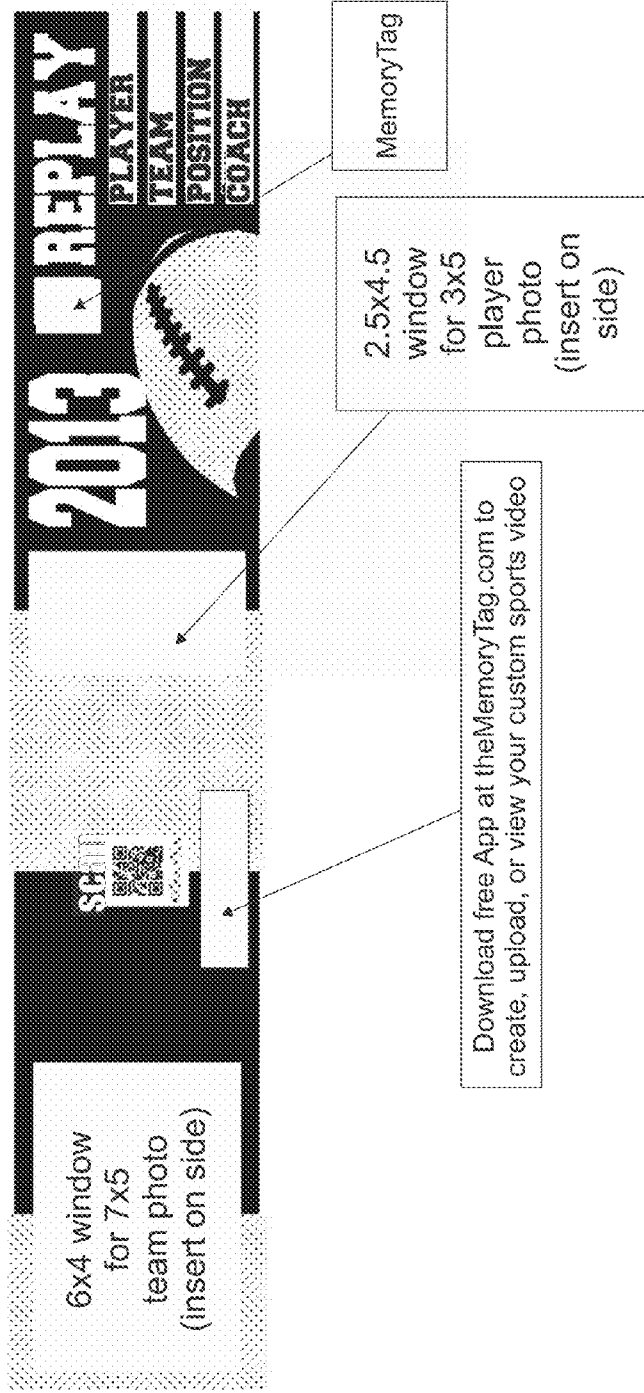 6x4 window
for 7x5
team photo
(insert on side)
2013
REPLAY
PLAYER
TEAM
POSITION
COACH
Download free App at theMemoryTag.com to
create, upload, or view your custom sports video
2.5x4.5
window
for 3x5
player
photo
(insert on
side)
MemoryTag